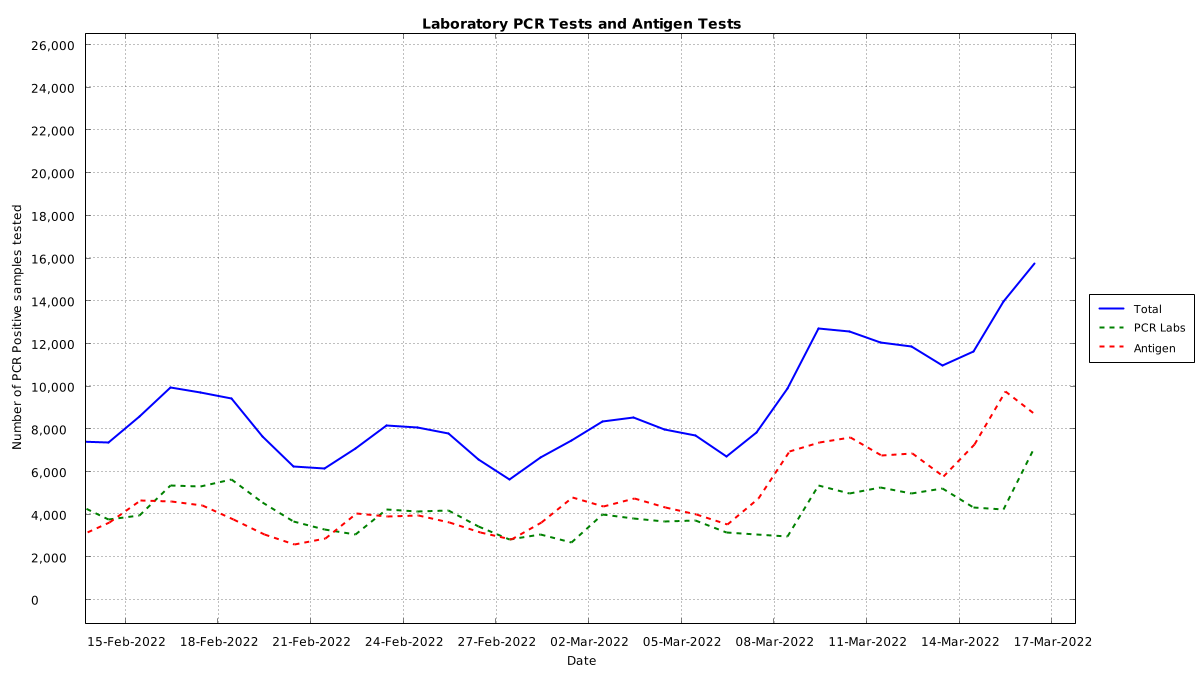 Laboratory PCR Tests and Antigen Tests
26,000
24,000
22,000
20,000
18,000
16,000
14,000
12,000
10,000
8,000
6,000
4,000
2,000
0
Number of PCR Positive samples tested
15-Feb-2022 18-Feb-2022 21-Feb-2022 24-Feb-2022 27-Feb-2022 02-Mar-2022 05-Mar-2022 08-Mar-2022 11-Mar-2022 14-Mar-2022 17-Mar-2022
Date
Total
PCR Labs
Antigen